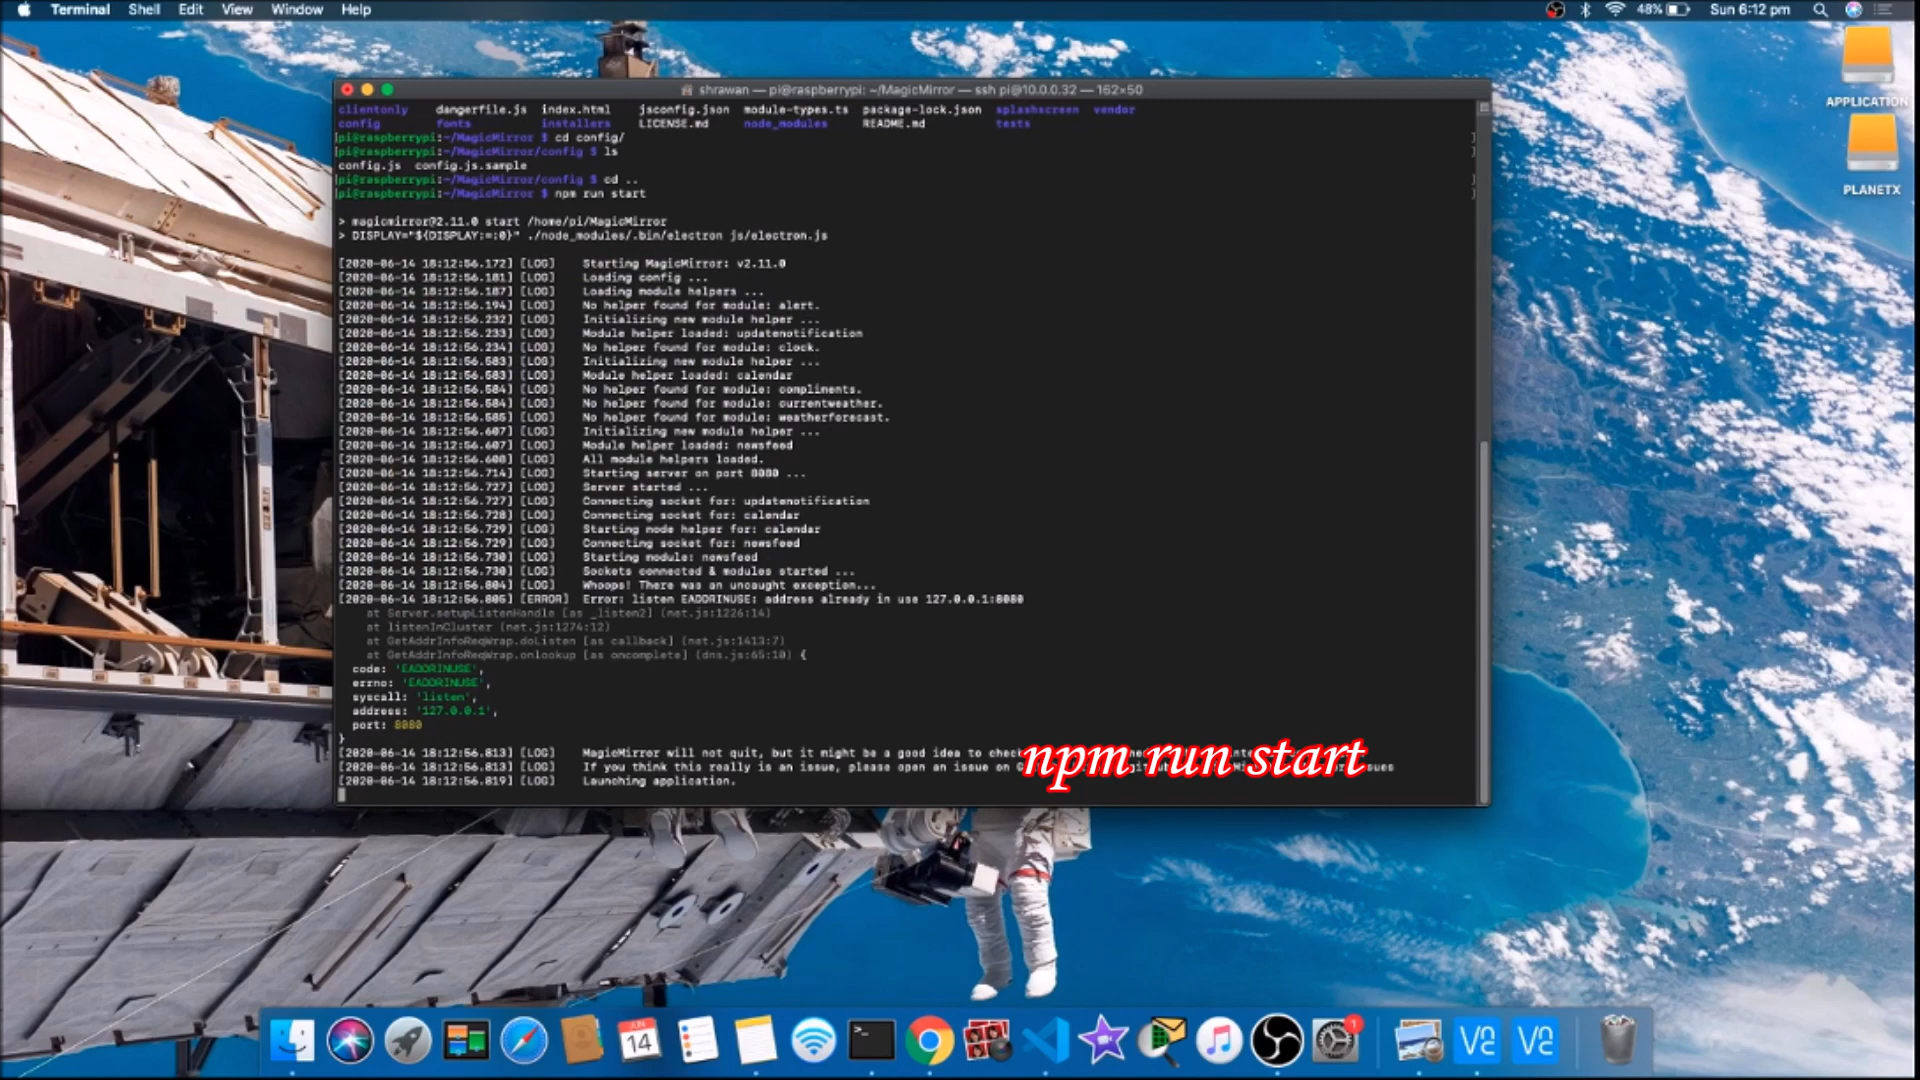 Terminal Shell Edit View Window Help 48% Sun 6:12 pm
APPLICATION
PLANETX
shrawan — pi@raspberrypi: ~/MagicMirror — ssh pi@10.0.0.32 — 162×50
clientonly dangerfile.js index.html jsconfig.json module-types.ts package-lock.json splashscreen vendor
config fonts installers LICENSE.md node_modules README.md tests
pi@raspberrypi:~/MagicMirror $ cd config/
pi@raspberrypi:~/MagicMirror/config $ ls
config.js config.js.sample
pi@raspberrypi:~/MagicMirror/config $ cd ..
pi@raspberrypi:~/MagicMirror $ npm run start
> magicmirror@2.11.0 start /home/pi/MagicMirror
> DISPLAY="${DISPLAY:=:0}" ./node_modules/.bin/electron js/electron.js
[2020-06-14 18:12:56.172] [LOG] Starting MagicMirror: v2.11.0
[2020-06-14 18:12:56.181] [LOG] Loading config ...
[2020-06-14 18:12:56.187] [LOG] Loading module helpers ...
[2020-06-14 18:12:56.194] [LOG] No helper found for module: alert.
[2020-06-14 18:12:56.232] [LOG] Initializing new module helper ...
[2020-06-14 18:12:56.233] [LOG] Module helper loaded: updatenotification
[2020-06-14 18:12:56.234] [LOG] No helper found for module: clock.
[2020-06-14 18:12:56.583] [LOG] Initializing new module helper ...
[2020-06-14 18:12:56.583] [LOG] Module helper loaded: calendar
[2020-06-14 18:12:56.584] [LOG] No helper found for module: compliments.
[2020-06-14 18:12:56.584] [LOG] No helper found for module: currentweather.
[2020-06-14 18:12:56.585] [LOG] No helper found for module: weatherforecast.
[2020-06-14 18:12:56.607] [LOG] Initializing new module helper ...
[2020-06-14 18:12:56.607] [LOG] Module helper loaded: newsfeed
[2020-06-14 18:12:56.608] [LOG] All module helpers loaded.
[2020-06-14 18:12:56.714] [LOG] Starting server on port 8080 ...
[2020-06-14 18:12:56.727] [LOG] Server started ...
[2020-06-14 18:12:56.727] [LOG] Connecting socket for: updatenotification
[2020-06-14 18:12:56.728] [LOG] Connecting socket for: calendar
[2020-06-14 18:12:56.729] [LOG] Starting node helper for: calendar
[2020-06-14 18:12:56.729] [LOG] Connecting socket for: newsfeed
[2020-06-14 18:12:56.730] [LOG] Starting module: newsfeed
[2020-06-14 18:12:56.730] [LOG] Sockets connected & modules started ...
[2020-06-14 18:12:56.804] [LOG] Whoops! There was an uncaught exception...
[2020-06-14 18:12:56.805] [ERROR] Error: listen EADDRINUSE: address already in use 127.0.0.1:8080
at Server.setupListenHandle [as _listen2] (net.js:1226:14)
at listenInCluster (net.js:1274:12)
at GetAddrInfoReqWrap.doListen [as callback] (net.js:1413:7)
at GetAddrInfoReqWrap.onlookup [as oncomplete] (dns.js:65:10) {
code: 'EADDRINUSE',
errno: 'EADDRINUSE',
syscall: 'listen',
address: '127.0.0.1',
port: 8080
}
[2020-06-14 18:12:56.813] [LOG] MagicMirror will not quit, but it might be a good idea to check
[2020-06-14 18:12:56.813] [LOG] If you think this really is an issue, please open an issue on
[2020-06-14 18:12:56.819] [LOG] Launching application.
npm run start
JUN
14
1